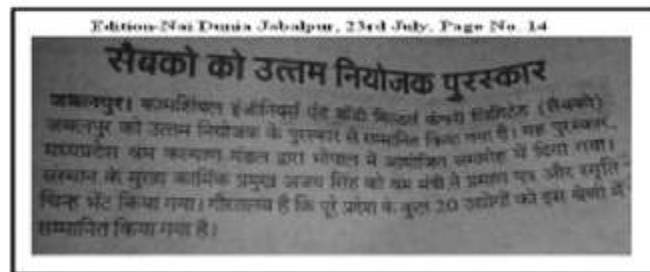 Edition-Nai Dunia Jabalpur, 23rd July, Page No. 14
सैबको को उत्तम नियोजक पुरस्कार
जबलपुर। कामर्शियल इंजीनियर्स एंड बॉडी बिल्डर्स कंपनी लिमिटेड (सैबको)
जबलपुर को उत्तम नियोजक के पुरस्कार से सम्मानित किया गया है। यह पुरस्कार,
मध्यप्रदेश श्रम कल्याण मंडल द्वारा भोपाल में आयोजित समारोह में दिया गया।
संस्थान के मुख्य कार्मिक प्रमुख अजय सिंह को श्रम मंत्री ने प्रमाण पत्र और स्मृति
चिन्ह भेंट किया गया। गौरतलब है कि पूरे प्रदेश के कुल 20 उद्योगों को इस श्रेणी में
सम्मानित किया गया है।